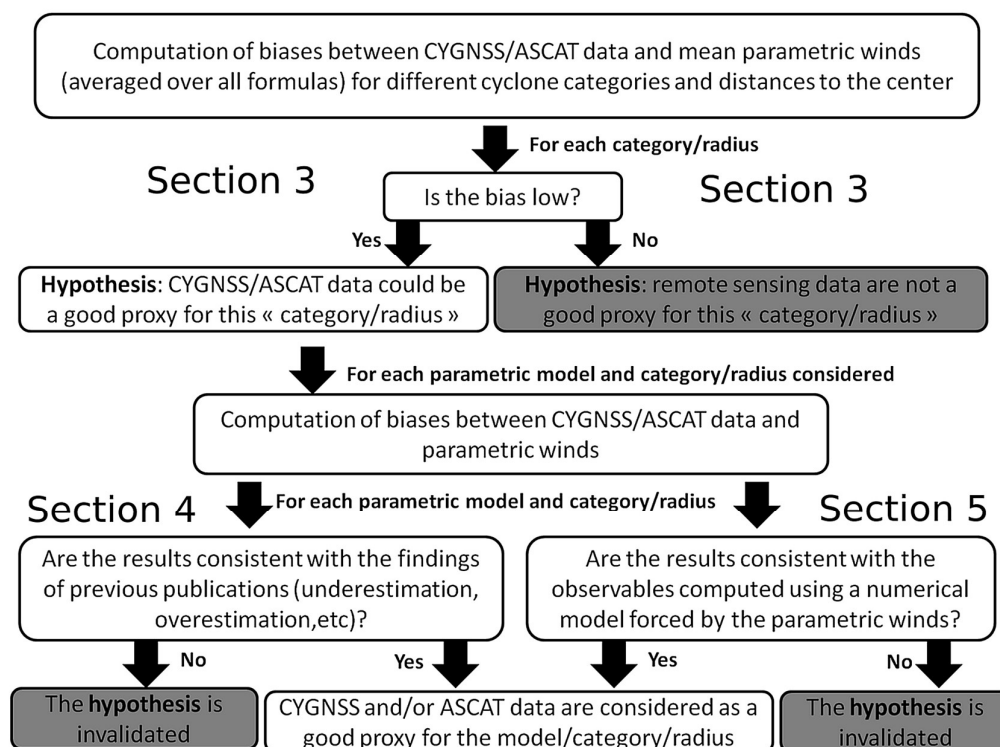 Computation of biases between CYGNSS/ASCAT data and mean parametric winds
(averaged over all formulas) for different cyclone categories and distances to the center
For each category/radius
Section 3
Section 3
Is the bias low?
Yes
No
Hypothesis: CYGNSS/ASCAT data could be
a good proxy for this « category/radius »
Hypothesis: remote sensing data are not a
good proxy for this « category/radius »
For each parametric model and category/radius considered
Computation of biases between CYGNSS/ASCAT data and
parametric winds
Section 4
For each parametric model and category/radius
Section 5
Are the results consistent with the findings
of previous publications (underestimation,
overestimation,etc)?
Are the results consistent with the
observables computed using a numerical
model forced by the parametric winds?
No
Yes
Yes
No
The hypothesis is
invalidated
CYGNSS and/or ASCAT data are considered as a
good proxy for the model/category/radius
The hypothesis is
invalidated